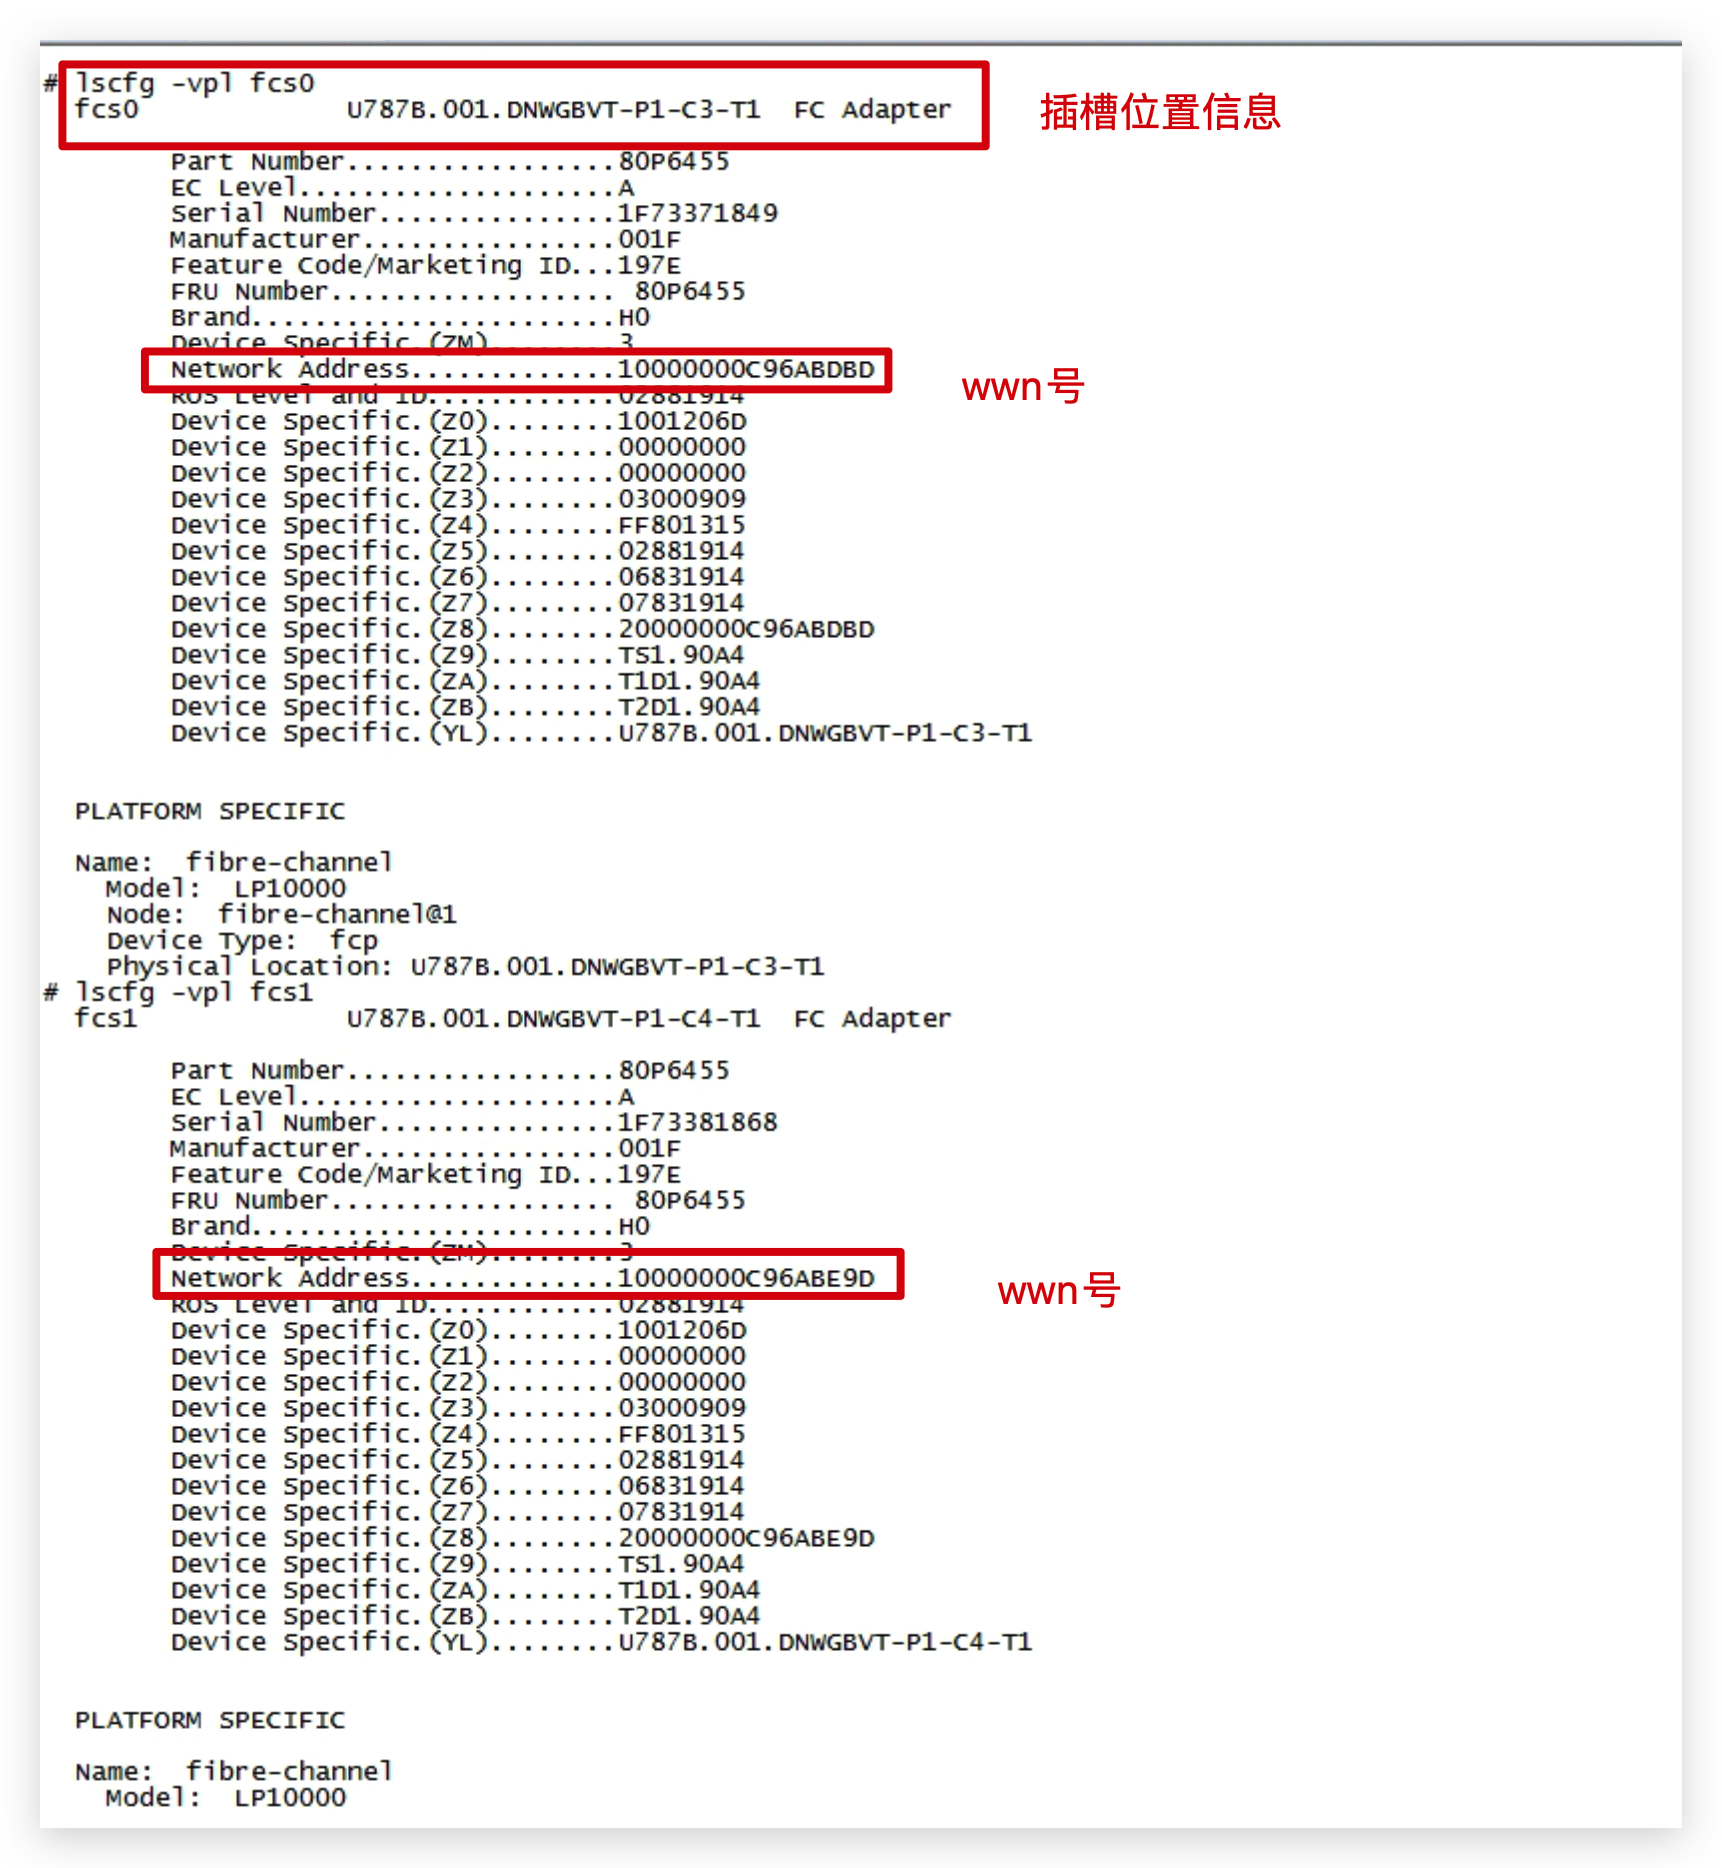 # lscfg -vpl fcs0
fcs0 U787B.001.DNWGBVT-P1-C3-T1 FC Adapter
插槽位置信息
Part Number.................80P6455
EC Level....................A
Serial Number...............1F73371849
Manufacturer................001F
Feature Code/Marketing ID...197E
FRU Number.................. 80P6455
Brand.......................H0
Device Specific.(ZM)........3
Network Address.............10000000C96ABDBD
wwn号
ROS Level and ID............02881914
Device Specific.(Z0)........1001206D
Device Specific.(Z1)........00000000
Device Specific.(Z2)........00000000
Device Specific.(Z3)........03000909
Device Specific.(Z4)........FF801315
Device Specific.(Z5)........02881914
Device Specific.(Z6)........06831914
Device Specific.(Z7)........07831914
Device Specific.(Z8)........20000000C96ABDBD
Device Specific.(Z9)........TS1.90A4
Device Specific.(ZA)........T1D1.90A4
Device Specific.(ZB)........T2D1.90A4
Device Specific.(YL)........U787B.001.DNWGBVT-P1-C3-T1
PLATFORM SPECIFIC
Name: fibre-channel
Model: LP10000
Node: fibre-channel@1
Device Type: fcp
Physical Location: U787B.001.DNWGBVT-P1-C3-T1
# lscfg -vpl fcs1
fcs1 U787B.001.DNWGBVT-P1-C4-T1 FC Adapter
Part Number.................80P6455
EC Level....................A
Serial Number...............1F73381868
Manufacturer................001F
Feature Code/Marketing ID...197E
FRU Number.................. 80P6455
Brand.......................H0
Device Specific.(ZM)........3
Network Address.............10000000C96ABE9D
wwn号
ROS Level and ID............02881914
Device Specific.(Z0)........1001206D
Device Specific.(Z1)........00000000
Device Specific.(Z2)........00000000
Device Specific.(Z3)........03000909
Device Specific.(Z4)........FF801315
Device Specific.(Z5)........02881914
Device Specific.(Z6)........06831914
Device Specific.(Z7)........07831914
Device Specific.(Z8)........20000000C96ABE9D
Device Specific.(Z9)........TS1.90A4
Device Specific.(ZA)........T1D1.90A4
Device Specific.(ZB)........T2D1.90A4
Device Specific.(YL)........U787B.001.DNWGBVT-P1-C4-T1
PLATFORM SPECIFIC
Name: fibre-channel
Model: LP10000